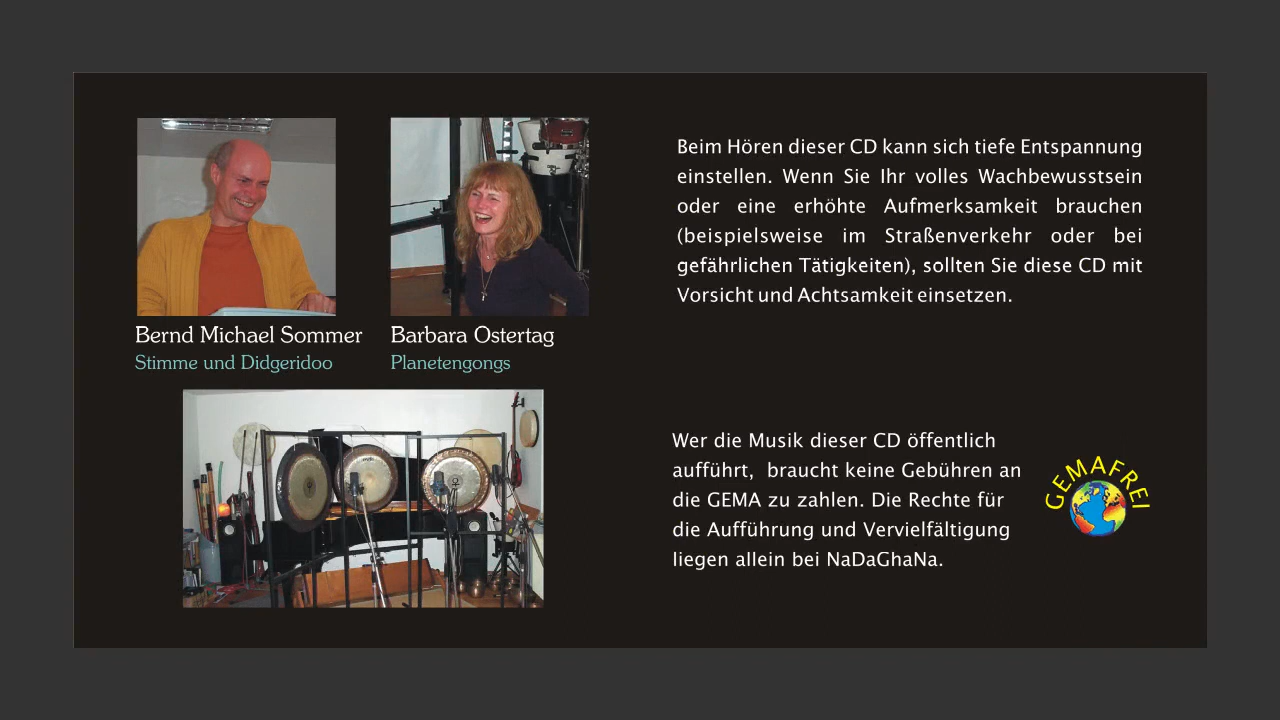 Bernd Michael Sommer
Stimme und Didgeridoo
Barbara Ostertag
Planetengongs
Beim Hören dieser CD kann sich tiefe Entspannung
einstellen. Wenn Sie Ihr volles Wachbewusstsein
oder eine erhöhte Aufmerksamkeit brauchen
(beispielsweise im Straßenverkehr oder bei
gefährlichen Tätigkeiten), sollten Sie diese CD mit
Vorsicht und Achtsamkeit einsetzen.
Wer die Musik dieser CD öffentlich
aufführt, braucht keine Gebühren an
die GEMA zu zahlen. Die Rechte für
die Aufführung und Vervielfältigung
liegen allein bei NaDaGhaNa.
GEMAFREI